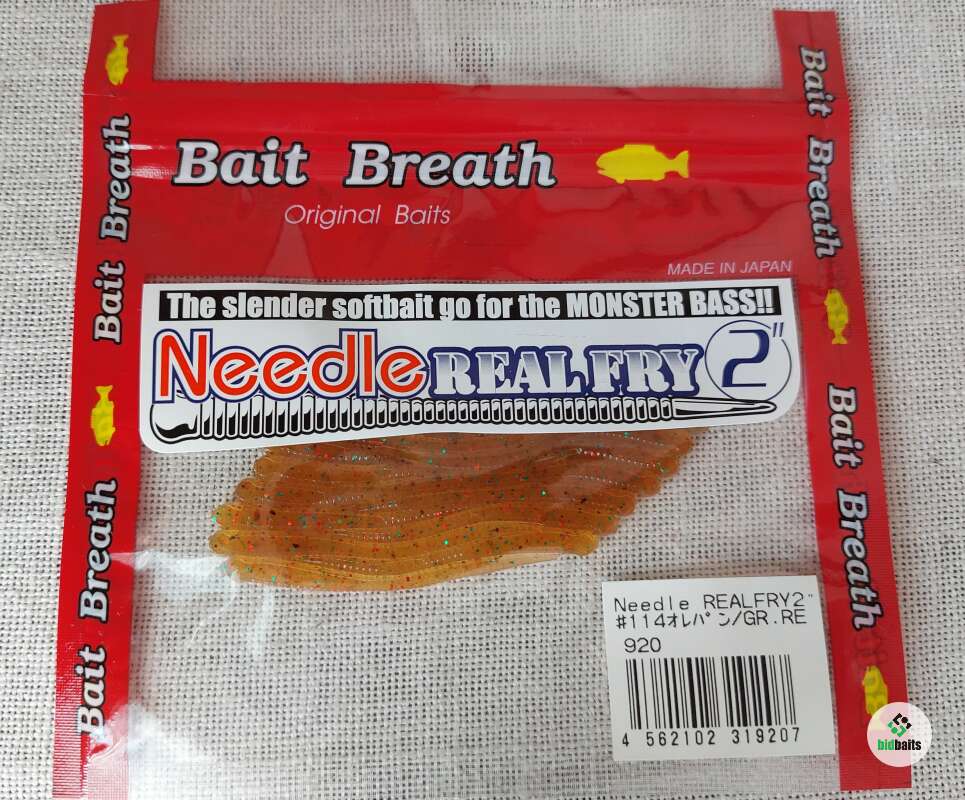 Bait Breath
Original Baits
MADE IN JAPAN
The slender softbait go for the MONSTER BASS!!
Needle REAL FRY 2"
Bait Breath
Bait Breath
Bait Breath
Bait Breath
Needle REALFRY2"
#114ｵﾚﾊﾟﾝ/GR.RE
920
4 562102 319207
bidbaits